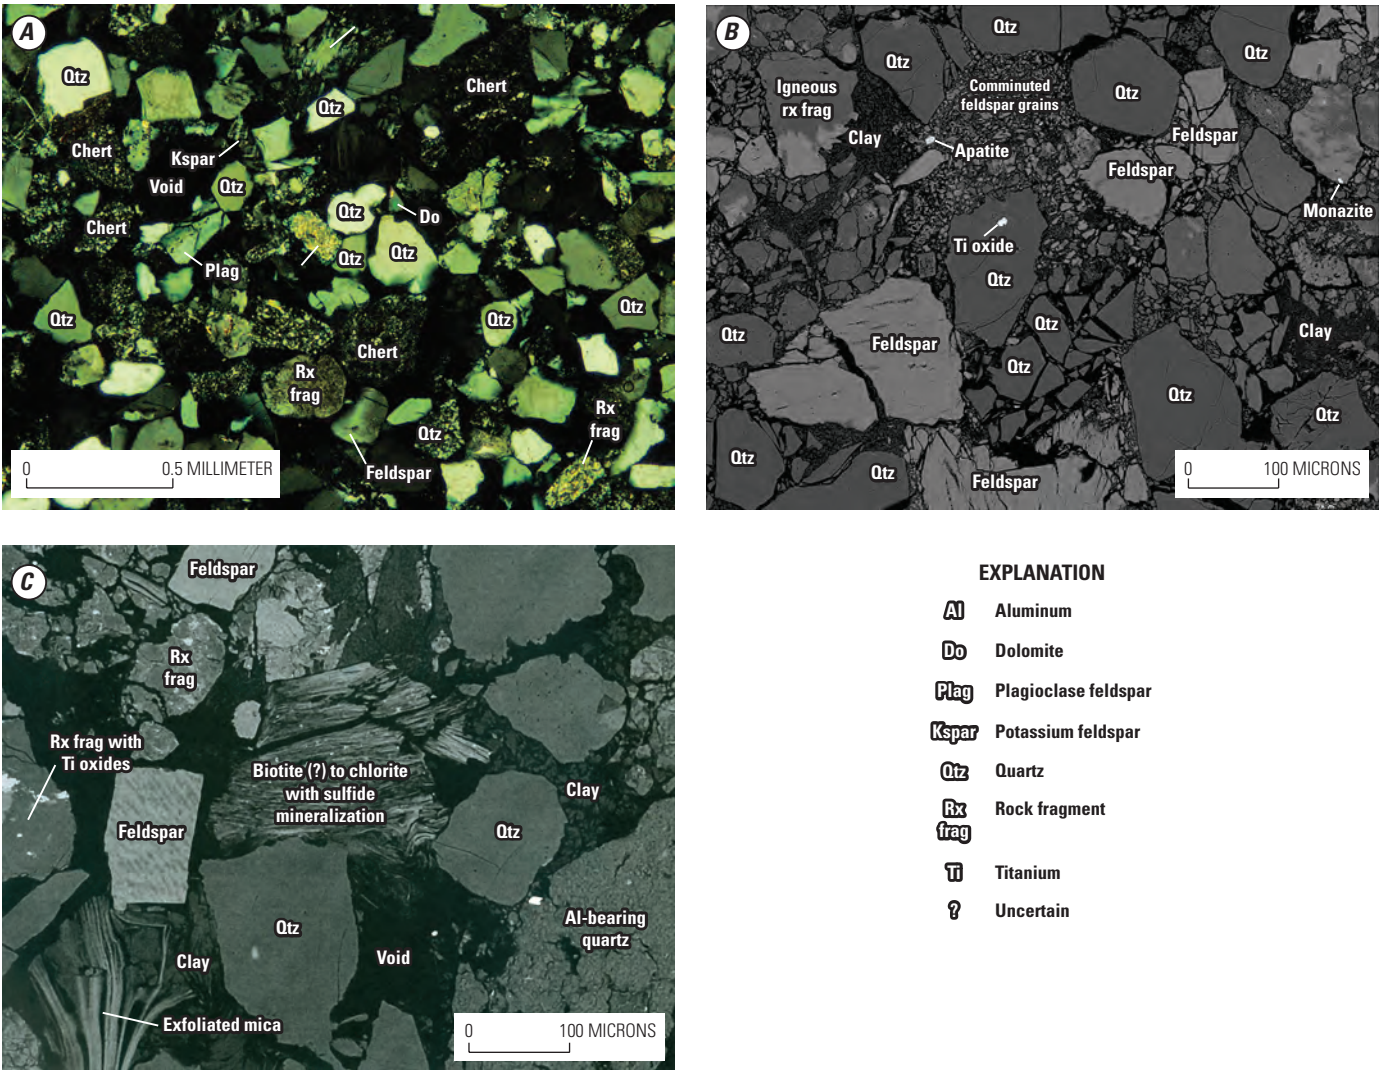 A
Qtz
Qtz
Chert
Chert
Kspar
Void
Qtz
Chert
Qtz
Do
Qtz
Qtz
Plag
Qtz
Qtz
Qtz
Chert
Rx
frag
Rx
frag
Qtz
Feldspar
0 0.5 MILLIMETER
B
Qtz
Qtz
Qtz
Igneous
rx frag
Comminuted
feldspar grains
Qtz
Clay
Feldspar
Apatite
Feldspar
Monazite
Ti oxide
Qtz
Qtz
Qtz
Clay
Feldspar
Qtz
Qtz
Qtz
Qtz
Qtz
Feldspar
0 100 MICRONS
C
Feldspar
Rx
frag
Rx frag with
Ti oxides
Biotite (?) to chlorite
with sulfide
mineralization
Clay
Feldspar
Qtz
Al-bearing
quartz
Qtz
Clay
Void
Exfoliated mica
0 100 MICRONS
EXPLANATION
Al Aluminum
Do Dolomite
Plag Plagioclase feldspar
Kspar Potassium feldspar
Qtz Quartz
Rx Rock fragment
frag
Ti Titanium
? Uncertain